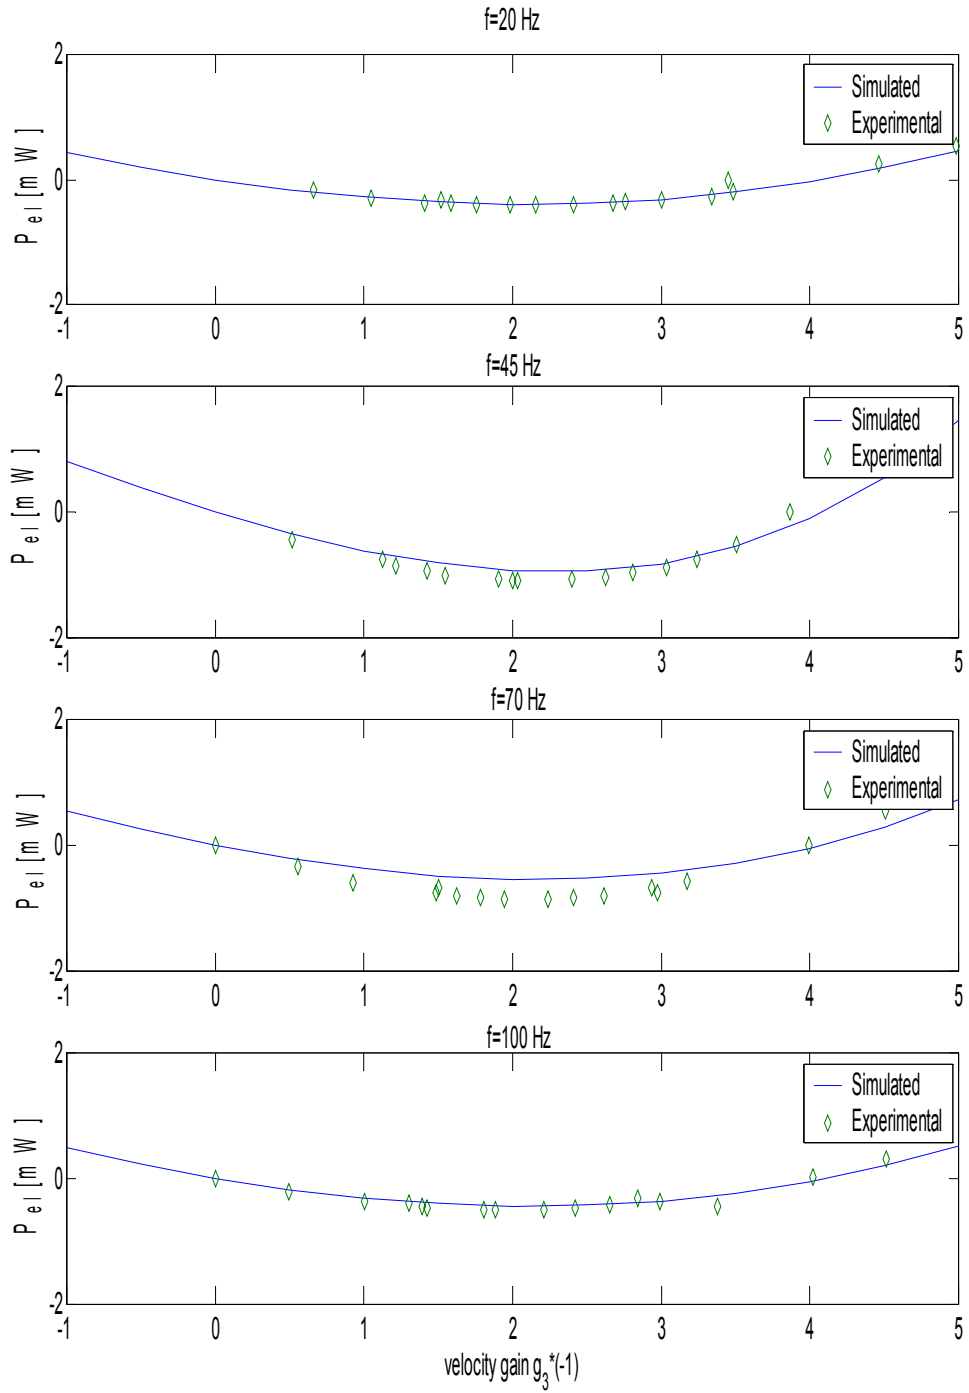 f=20 Hz
2
0
-2
P e l [ m W ]
Simulated
Experimental
-1 0 1 2 3 4 5
f=45 Hz
2
0
-2
P e l [ m W ]
Simulated
Experimental
-1 0 1 2 3 4 5
f=70 Hz
2
0
-2
P e l [ m W ]
Simulated
Experimental
-1 0 1 2 3 4 5
f=100 Hz
2
0
-2
P e l [ m W ]
Simulated
Experimental
-1 0 1 2 3 4 5
velocity gain g3*(-1)